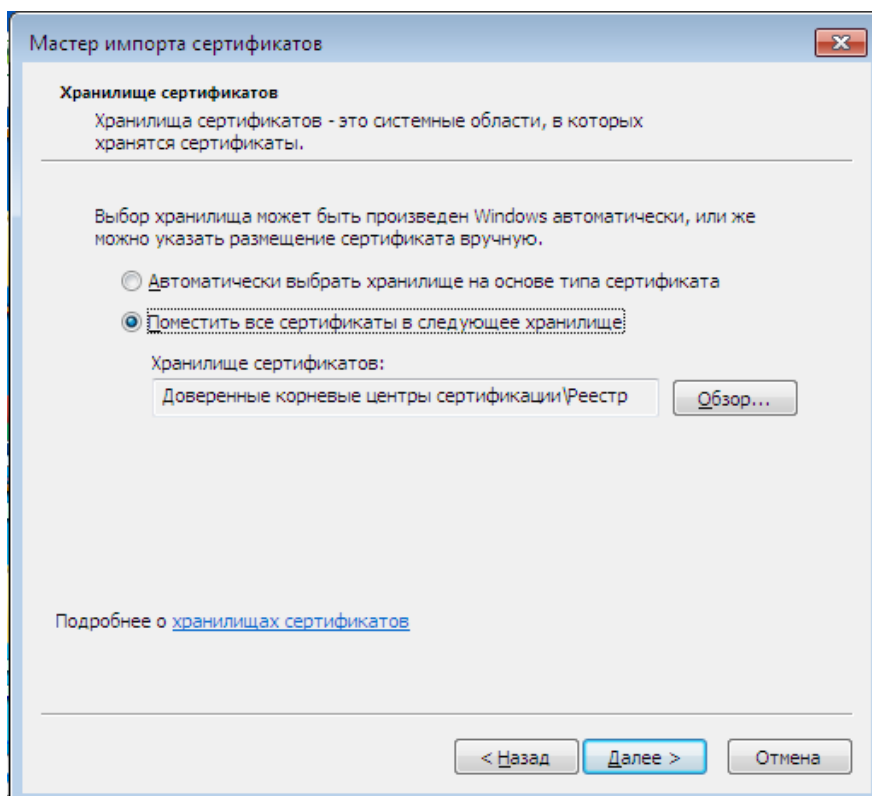 Мастер импорта сертификатов
Хранилище сертификатов
Хранилища сертификатов - это системные области, в которых
хранятся сертификаты.
Выбор хранилища может быть произведен Windows автоматически, или же
можно указать размещение сертификата вручную.
Автоматически выбрать хранилище на основе типа сертификата
Поместить все сертификаты в следующее хранилище
Хранилище сертификатов:
Доверенные корневые центры сертификации\Реестр
Обзор...
Подробнее о хранилищах сертификатов
< Назад
Далее >
Отмена